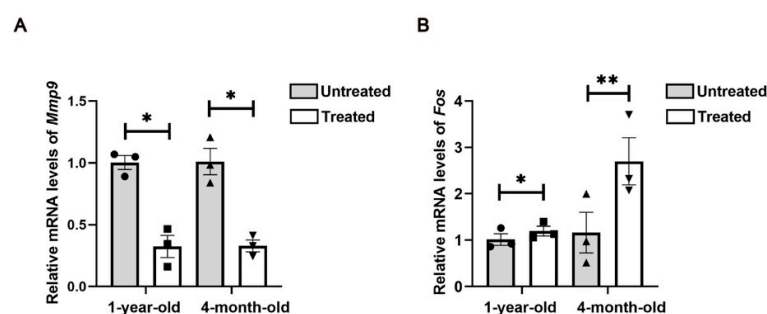 A
Relative mRNA levels of Mmp9
1.5
1.0
0.5
0.0
*
*
Untreated
Treated
1-year-old 4-month-old
B
Relative mRNA levels of Fos
4
3
2
1
0
*
**
Untreated
Treated
1-year-old 4-month-old